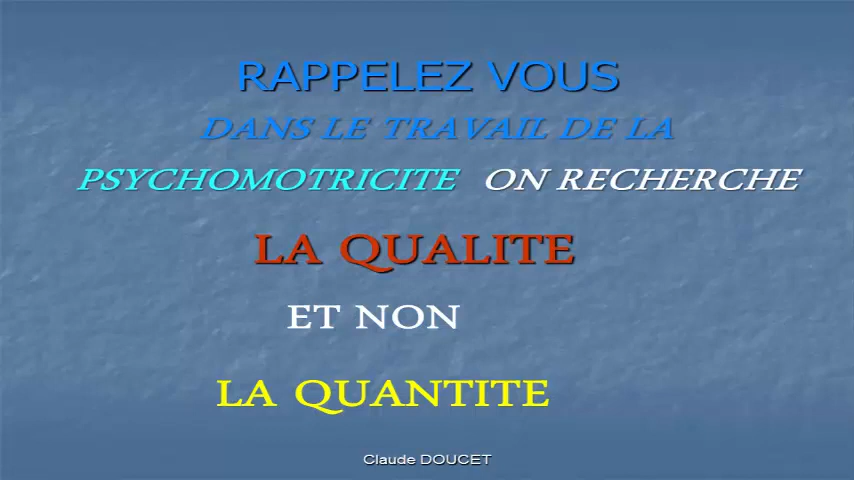 RAPPELEZ VOUS
DANS LE TRAVAIL DE LA
PSYCHOMOTRICITE ON RECHERCHE
LA QUALITE
ET NON
LA QUANTITE
Claude DOUCET